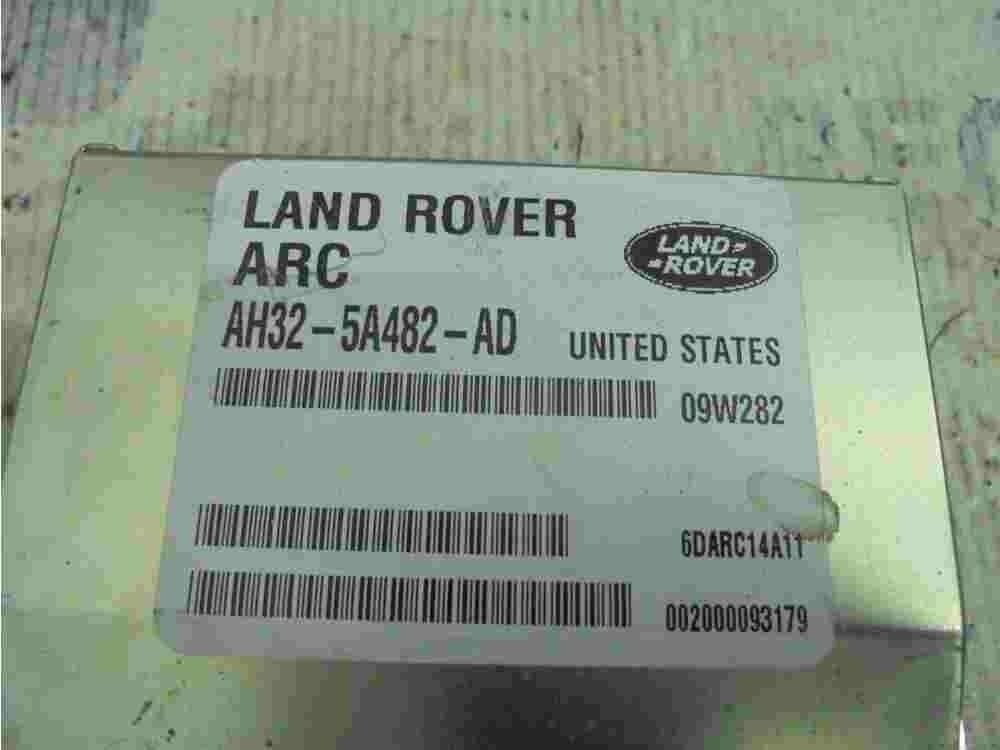 LAND ROVER
LAND-
-ROVER
ARC
AH32-5A482-AD
UNITED STATES
09W282
6DARC14A11
002000093179